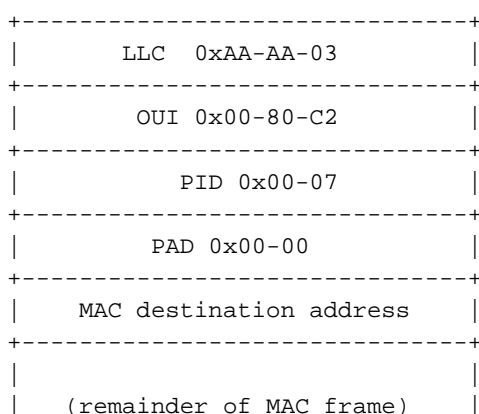 LLC 0xAA-AA-03
OUI 0x00-80-C2
PID 0x00-07
PAD 0x00-00
MAC destination address
(remainder of MAC frame)